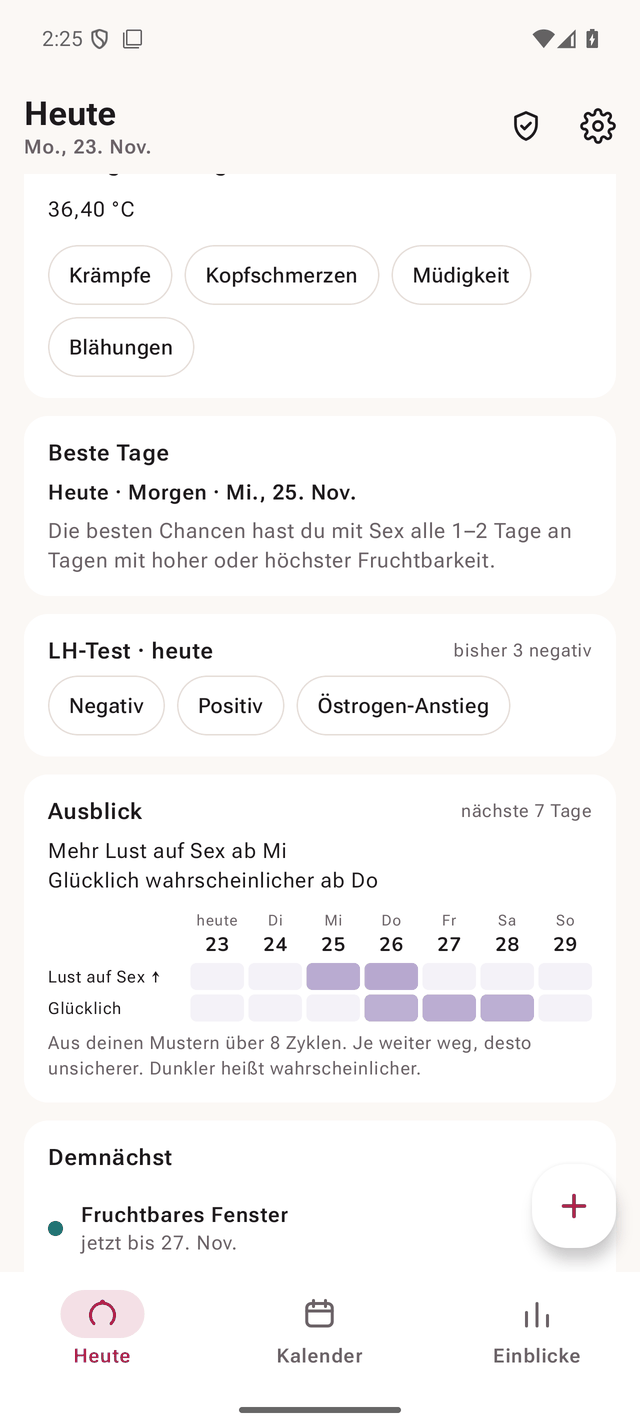 2:25
Heute
Mo., 23. Nov.
36,40 °C
Krämpfe
Kopfschmerzen
Müdigkeit
Blähungen
Beste Tage
Heute · Morgen · Mi., 25. Nov.
Die besten Chancen hast du mit Sex alle 1–2 Tage an
Tagen mit hoher oder höchster Fruchtbarkeit.
LH-Test · heute
bisher 3 negativ
Negativ
Positiv
Östrogen-Anstieg
Ausblick
nächste 7 Tage
Mehr Lust auf Sex ab Mi
Glücklich wahrscheinlicher ab Do
heute Di Mi Do Fr Sa So
23 24 25 26 27 28 29
Lust auf Sex ↑
Glücklich
Aus deinen Mustern über 8 Zyklen. Je weiter weg, desto
unsicherer. Dunkler heißt wahrscheinlicher.
Demnächst
Fruchtbares Fenster
jetzt bis 27. Nov.
Heute
Kalender
Einblicke